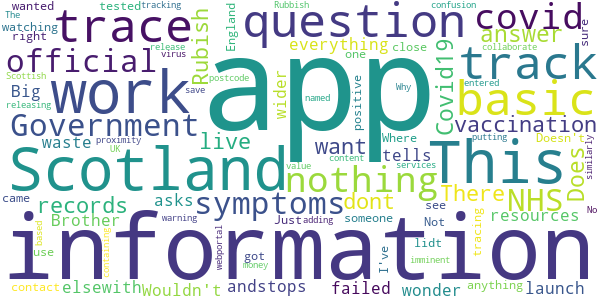 The wanted tested tracking
watching
right
trace
England
Rubish
Rubbish
question
confusion
covid
collaborate
sure
Scottish virus
release
official
everything close
answer
one
track
Big
work
app
wider
positive
Covid19
entered
basic
releasing
save
postcode
named
Why
Government
live
want
Where
This
vaccination
waste
UK
proximity
tells
Does
Doesn't
putting
Scotland
nothing
content
services
value
There
NHS
similarly
records
asks
symptoms
dont
came
Brother
Just adding
someone
see
Not
resources
No
information
use
based
containing
warning
webportal
got
money
I've
lidt
tracing
imminent
anything
contact
elsewith
Wouldn't
andstops
failed
wonder
launch